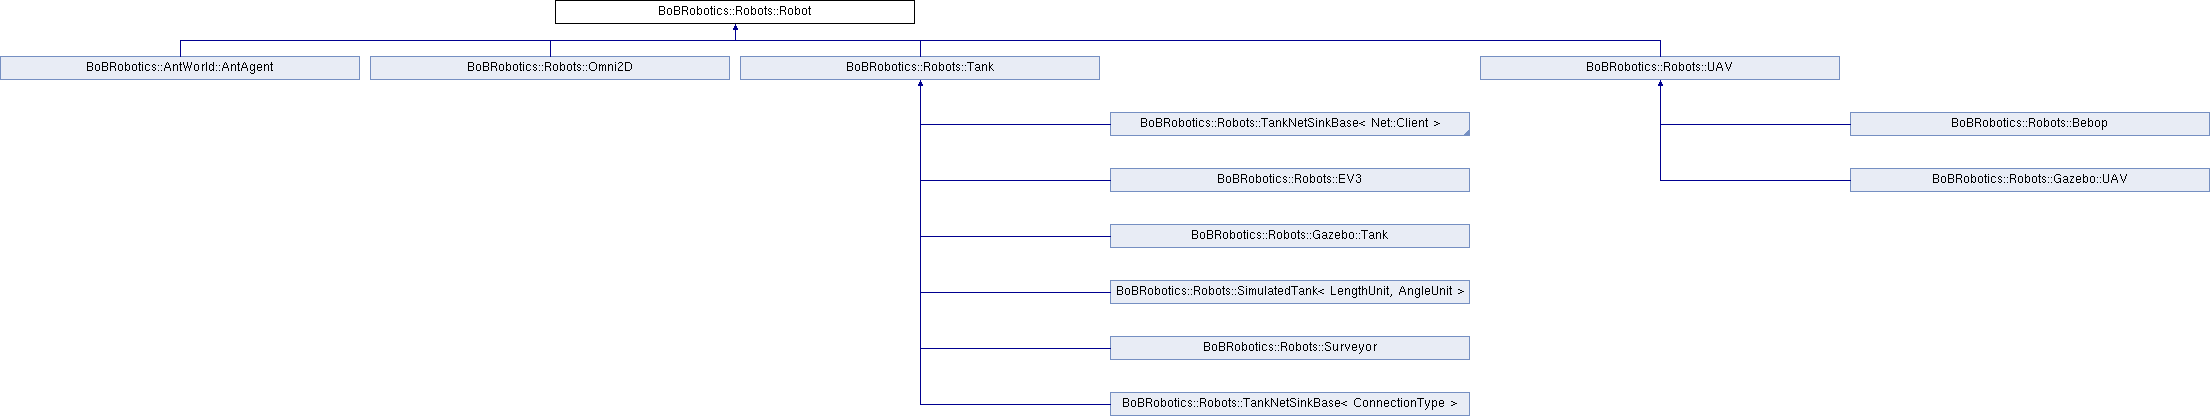 BoBRobotics::Robots::Robot
BoBRobotics::AntWorld::AntAgent
BoBRobotics::Robots::Omni2D
BoBRobotics::Robots::Tank
BoBRobotics::Robots::UAV
BoBRobotics::Robots::TankNetSinkBase< Net::Client >
BoBRobotics::Robots::Bebop
BoBRobotics::Robots::EV3
BoBRobotics::Robots::Gazebo::UAV
BoBRobotics::Robots::Gazebo::Tank
BoBRobotics::Robots::SimulatedTank< LengthUnit, AngleUnit >
BoBRobotics::Robots::Surveyor
BoBRobotics::Robots::TankNetSinkBase< ConnectionType >